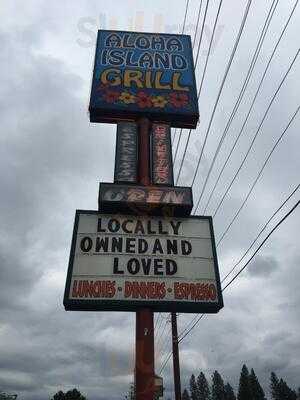 ALOHA
ISLAND
GRILL
OPEN
LOCALLY
OWNED AND
LOVED
LUNCHES · DINNERS · ESPRESSO